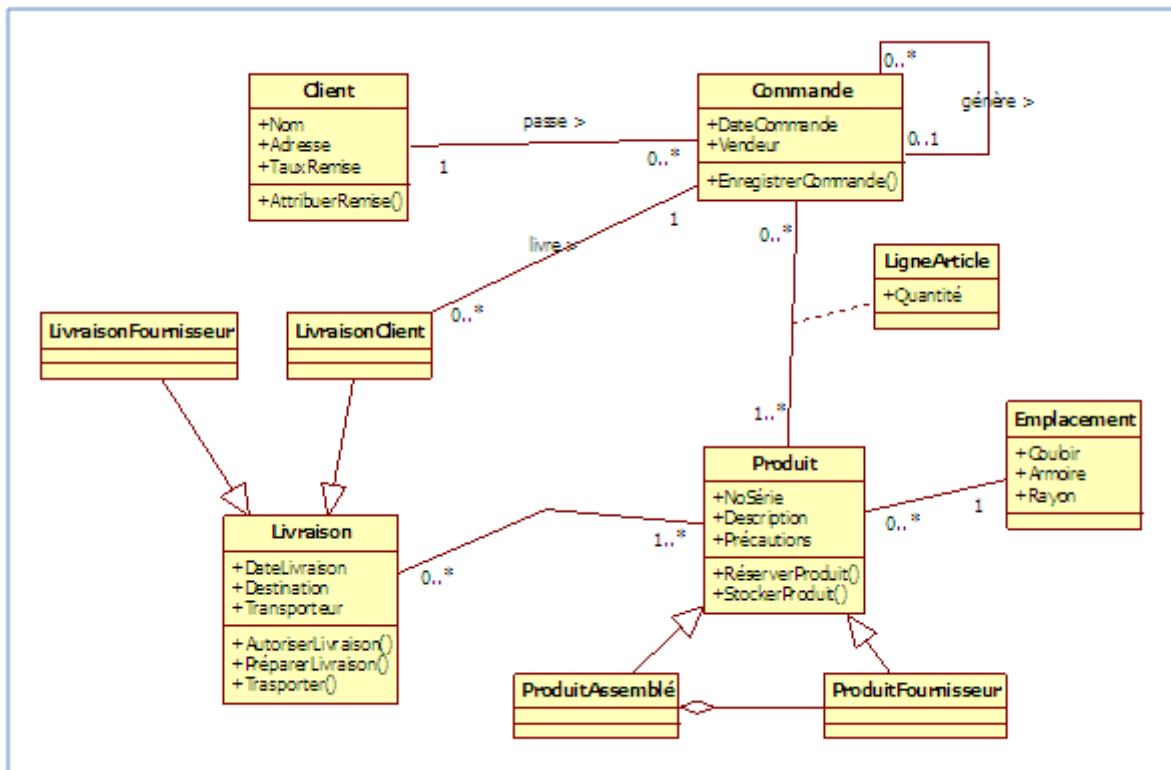 Client
+Nom
+Adresse
+TauxRemise
+AttribuerRemise()
passe >
1
0..*
Commande
+DateCommande
+Vendeur
+EnregistrerCommande()
0..*
génère >
0..1
livre >
1
0..*
0..*
LigneArticle
+Quantité
1..*
LivraisonFournisseur
LivraisonClient
Emplacement
+Couloir
+Armoire
+Rayon
Produit
+NoSérie
+Description
+Précautions
+RéserverProduit()
+StockerProduit()
0..*
1
1..*
0..*
Livraison
+DateLivraison
+Destination
+Transporteur
+AutoriserLivraison()
+PréparerLivraison()
+Trasporter()
ProduitAssemblé
ProduitFournisseur